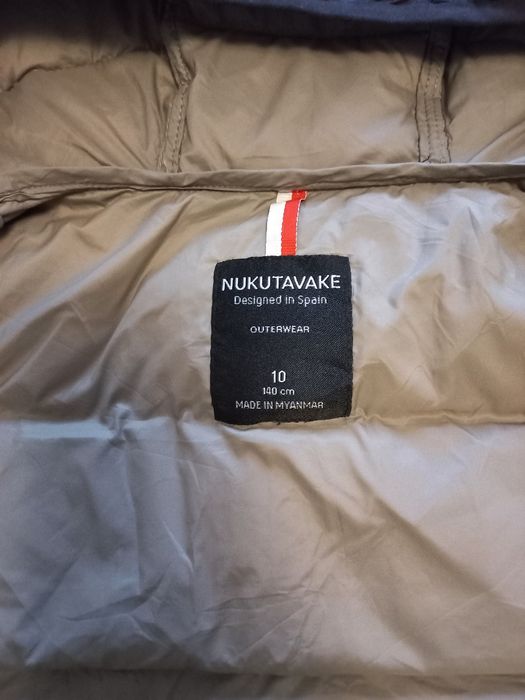 NUKUTAVAKE
Designed in Spain
OUTERWEAR
10
140 cm
MADE IN MYANMAR